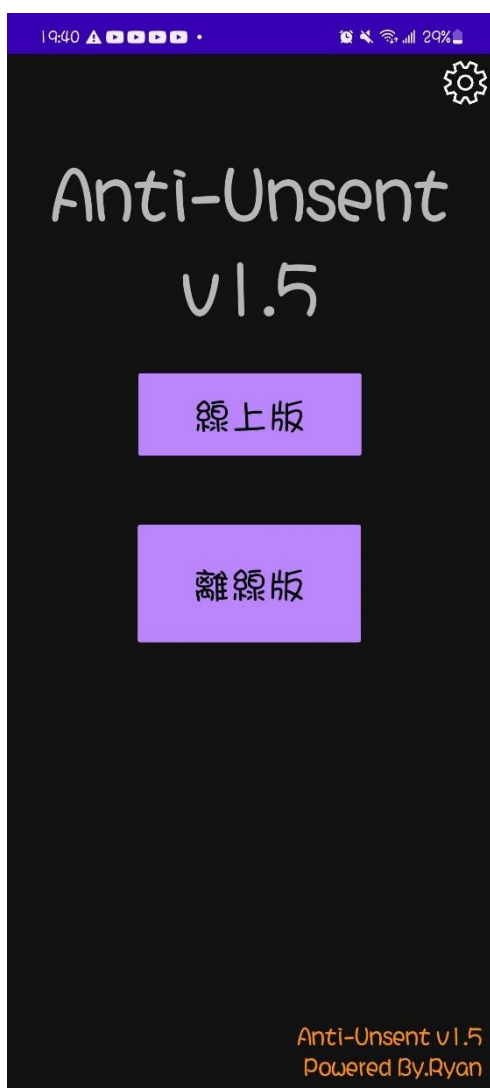 19:40
29%
Anti-Unsent
v1.5
線上版
離線版
Anti-Unsent v1.5
Powered By.Ryan